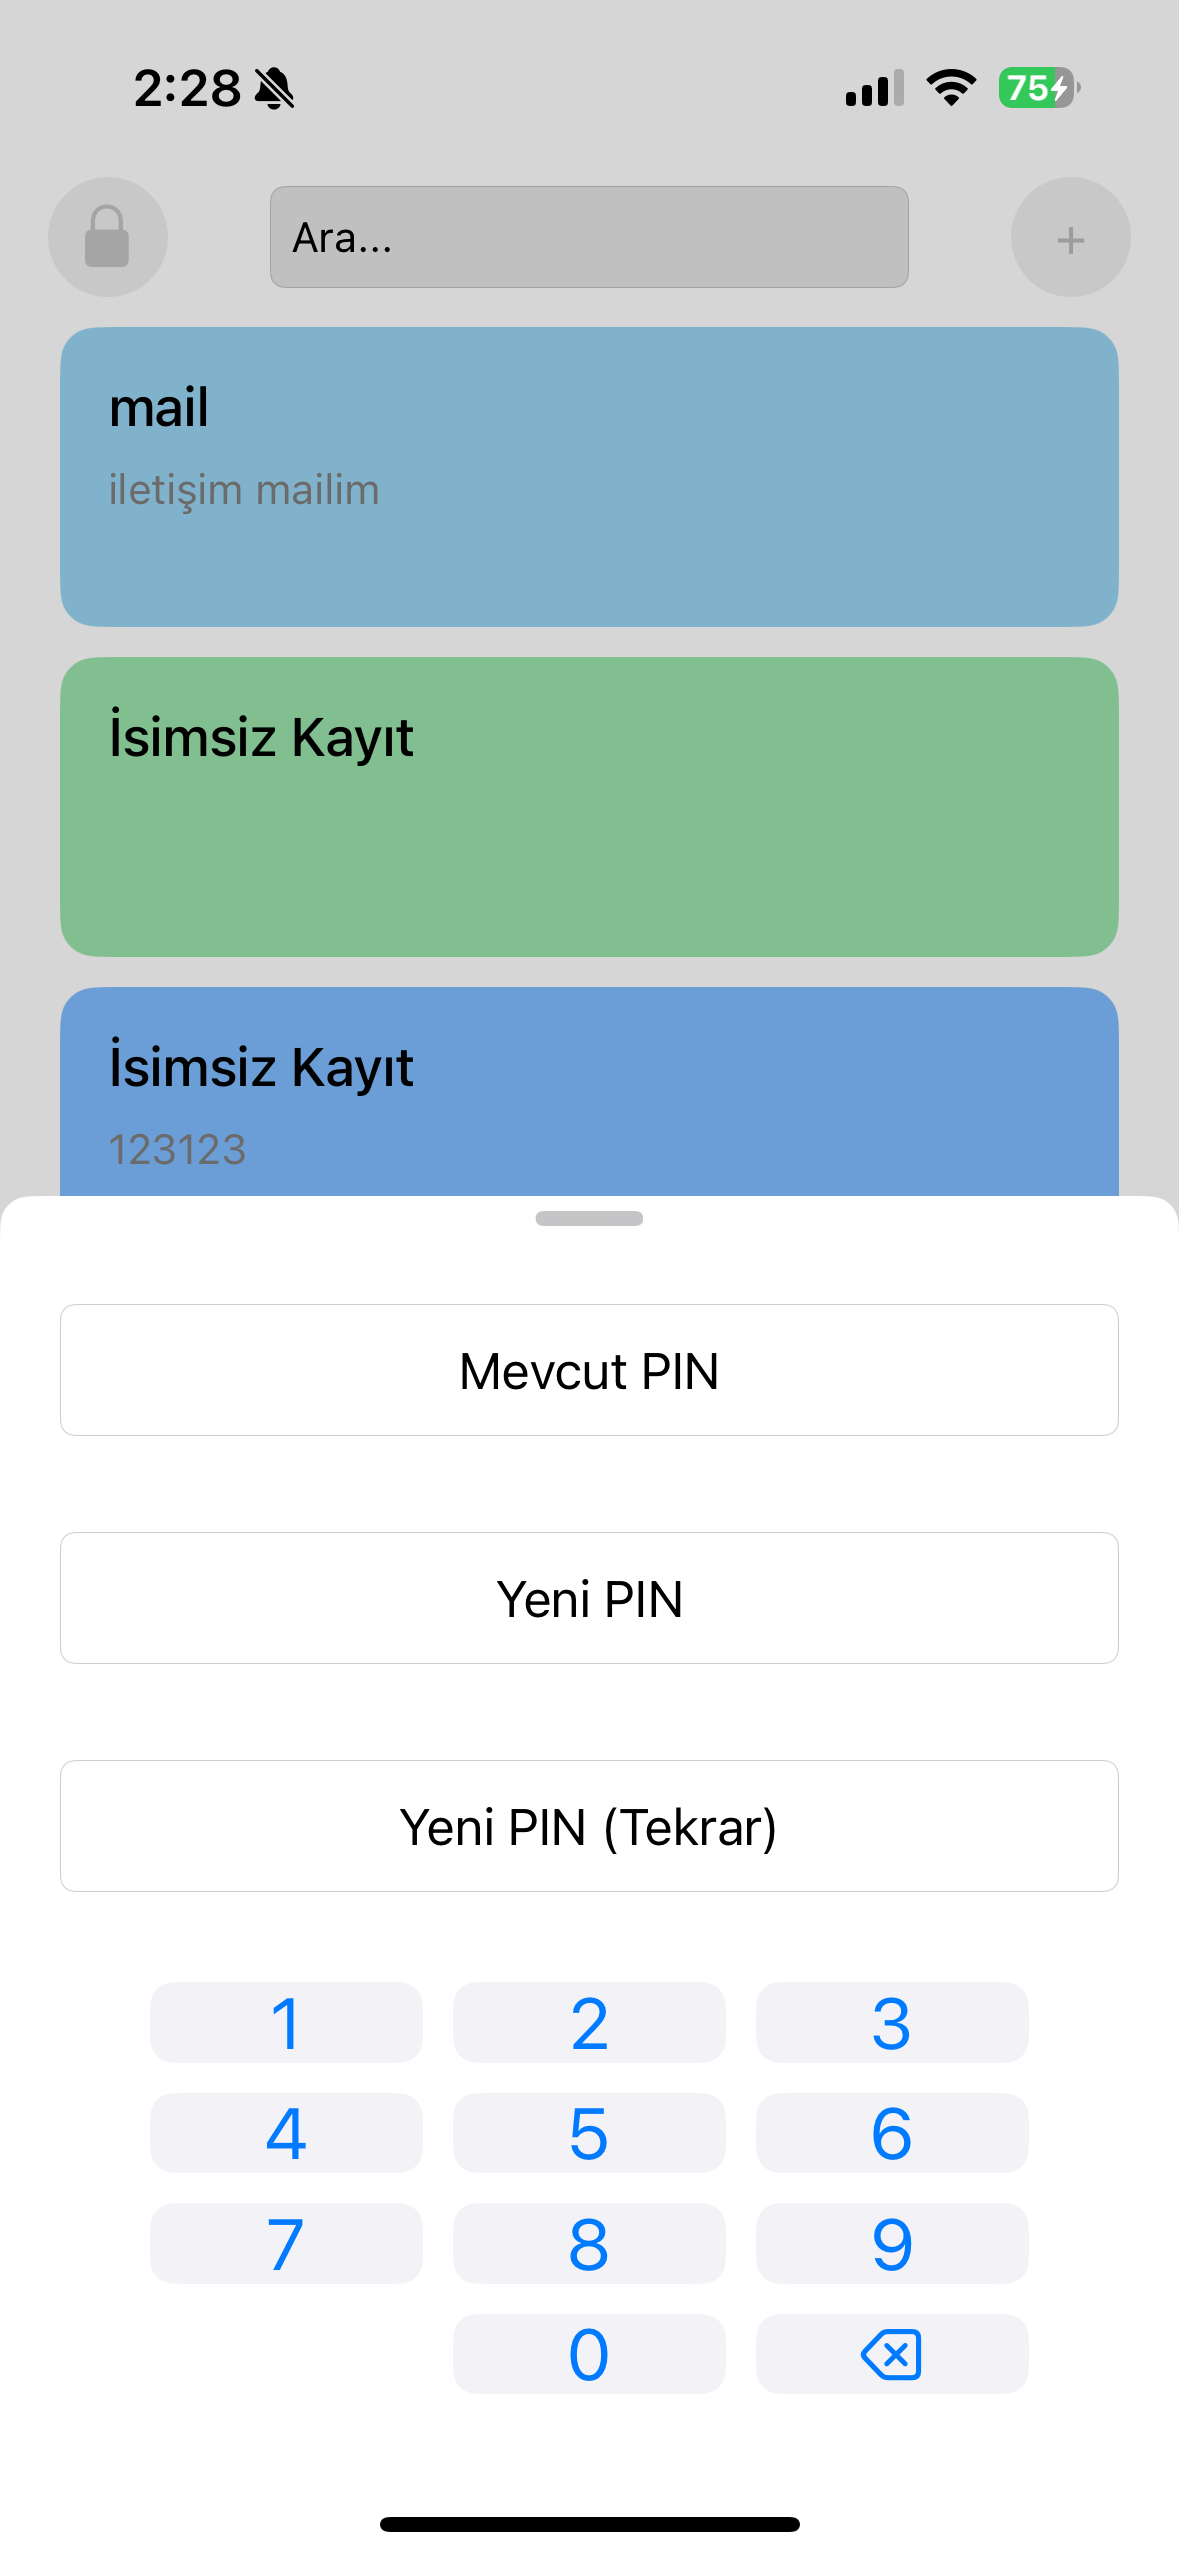 2:28
75
Ara...
+
mail
iletişim mailim
İsimsiz Kayıt
İsimsiz Kayıt
123123
Mevcut PIN
Yeni PIN
Yeni PIN (Tekrar)
1 2 3
4 5 6
7 8 9
0